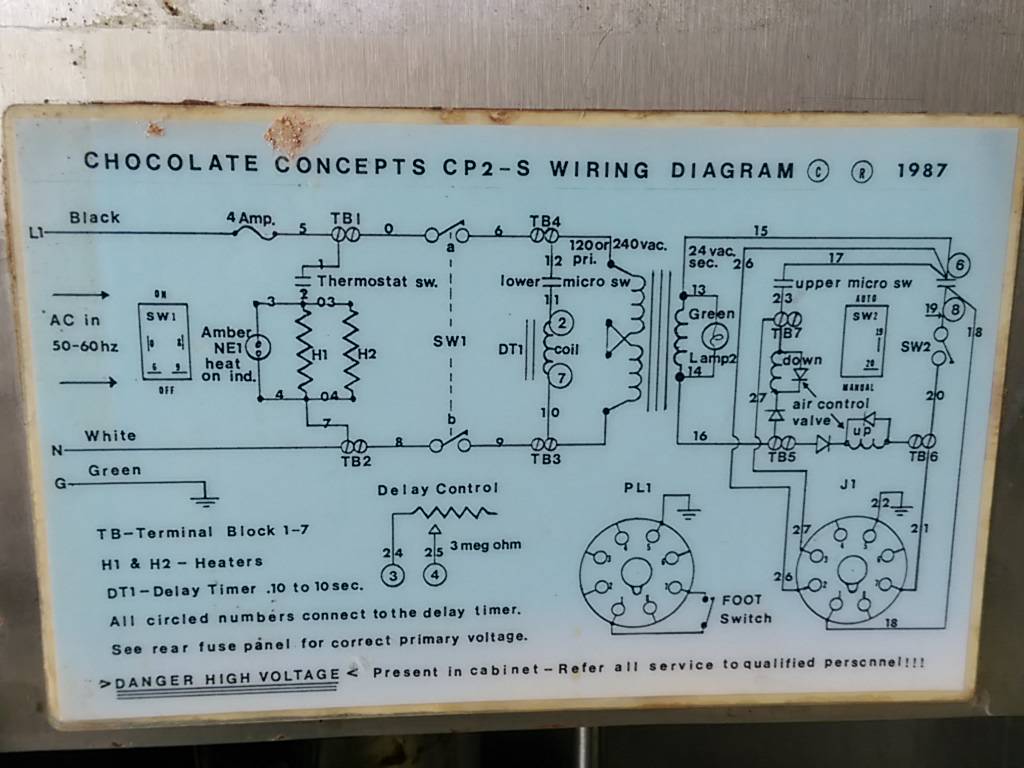 CHOCOLATE CONCEPTS CP2-S WIRING DIAGRAM © ® 1987
Black
L1
4 Amp.
5
TB1
0
a
6
TB4
120 or 240 vac.
pri.
24 vac.
sec.
15
26
17
6
1
2
Thermostat sw.
12
lower micro sw
11
13
Green
Lamp2
14
23
upper micro sw
TB7
AUTO
SW2
19
20
MANUAL
19
8
18
SW2
AC in
50-60hz
ON
SW1
OFF
Amber
NE1
heat
on ind.
3
03
H1
H2
4
04
7
SW1
DT1
2
coil
7
10
down
27
air control
valve
up
20
White
N
TB2
8
b
9
TB3
16
TB5
TB6
Green
G
Delay Control
PL1
J1
22
TB-Terminal Block 1-7
24
25
3 meg ohm
3
4
27
21
H1 & H2 - Heaters
26
DT1-Delay Timer .10 to 10 sec.
FOOT
Switch
18
All circled numbers connect to the delay timer.
See rear fuse panel for correct primary voltage.
>DANGER HIGH VOLTAGE< Present in cabinet-Refer all service to qualified personnel!!!